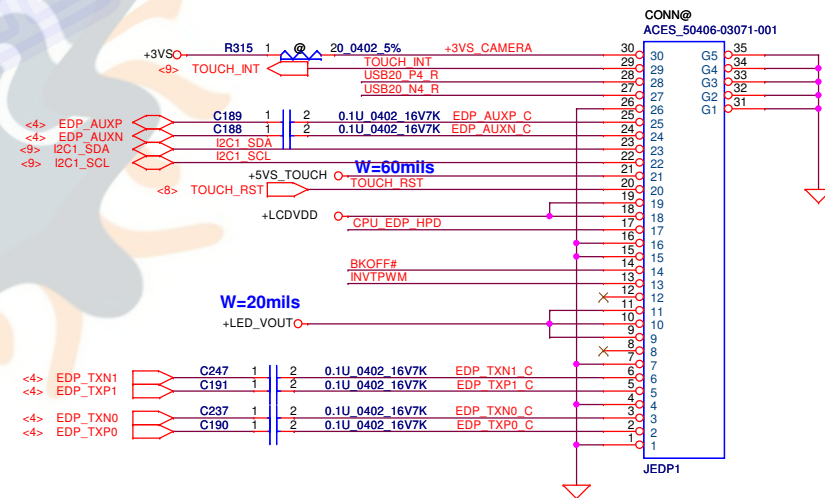 CONN@
ACES_50406-03071-001
+3VS R315 1 @ 2 0_0402_5% +3VS_CAMERA 30 30 G5 35
<9> TOUCH_INT TOUCH_INT 29 29 G4 34
USB20_P4_R 28 28 G3 33
USB20_N4_R 27 27 G2 32
26 26 G1 31
<4> EDP_AUXP C189 1 2 0.1U_0402_16V7K EDP_AUXP_C 25 25
<4> EDP_AUXN C188 1 2 0.1U_0402_16V7K EDP_AUXN_C 24 24
<9> I2C1_SDA I2C1_SDA 23 23
<9> I2C1_SCL I2C1_SCL 22 22
W=60mils
+5VS_TOUCH 21 21
<8> TOUCH_RST TOUCH_RST 20 20
19 19
+LCDVDD 18 18
CPU_EDP_HPD 17 17
16 16
15 15
BKOFF# 14 14
INVTPWM 13 13
12 12
W=20mils
11 11
+LED_VOUT 10 10
9 9
8 8
7 7
<4> EDP_TXN1 C247 1 2 0.1U_0402_16V7K EDP_TXN1_C 6 6
<4> EDP_TXP1 C191 1 2 0.1U_0402_16V7K EDP_TXP1_C 5 5
4 4
<4> EDP_TXN0 C237 1 2 0.1U_0402_16V7K EDP_TXN0_C 3 3
<4> EDP_TXP0 C190 1 2 0.1U_0402_16V7K EDP_TXP0_C 2 2
1 1
JEDP1